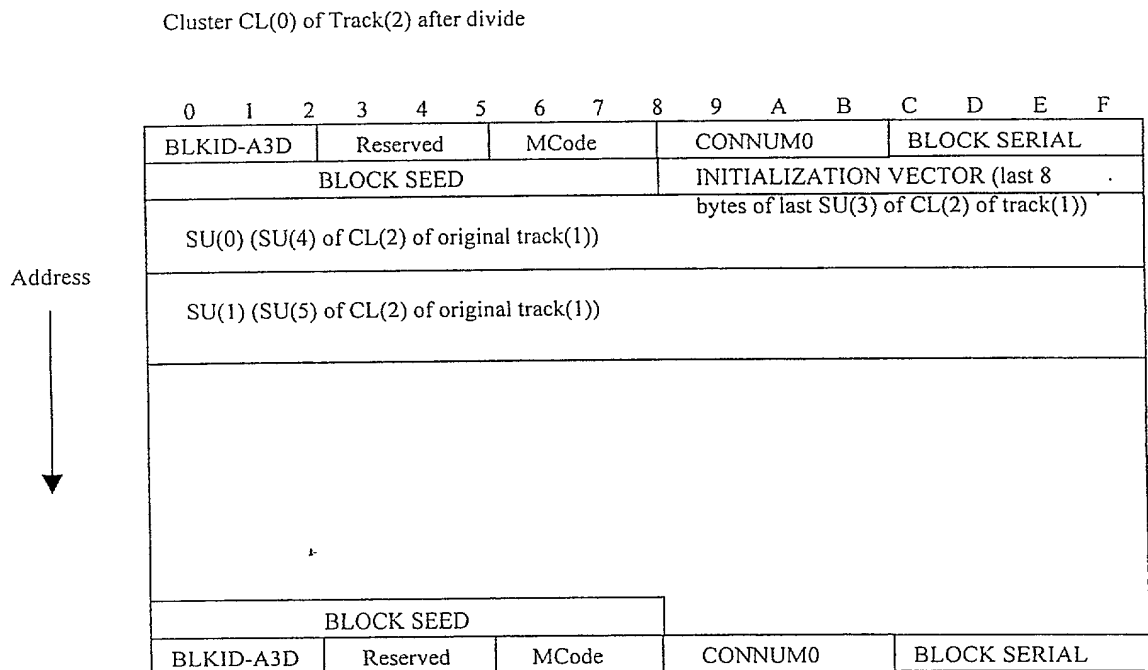 Cluster CL(0) of Track(2) after divide
0 1 2 3 4 5 6 7 8 9 A B C D E F
BLKID-A3D Reserved MCode CONNUM0 BLOCK SERIAL
BLOCK SEED INITIALIZATION VECTOR (last 8
bytes of last SU(3) of CL(2) of track(1))
SU(0) (SU(4) of CL(2) of original track(1))
Address
SU(1) (SU(5) of CL(2) of original track(1))
BLOCK SEED
BLKID-A3D Reserved MCode CONNUM0 BLOCK SERIAL